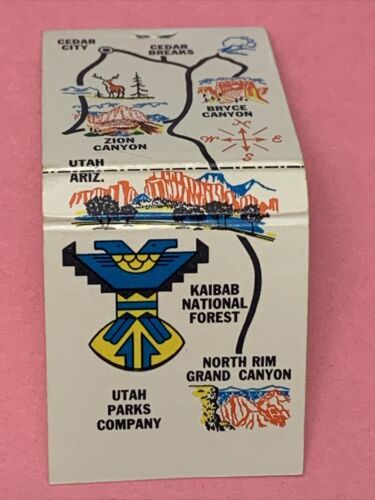 CEDAR
CITY
CEDAR
BREAKS
BRYCE
CANYON
ZION
CANYON
N
W
E
S
UTAH
ARIZ.
KAIBAB
NATIONAL
FOREST
NORTH RIM
GRAND CANYON
UTAH
PARKS
COMPANY